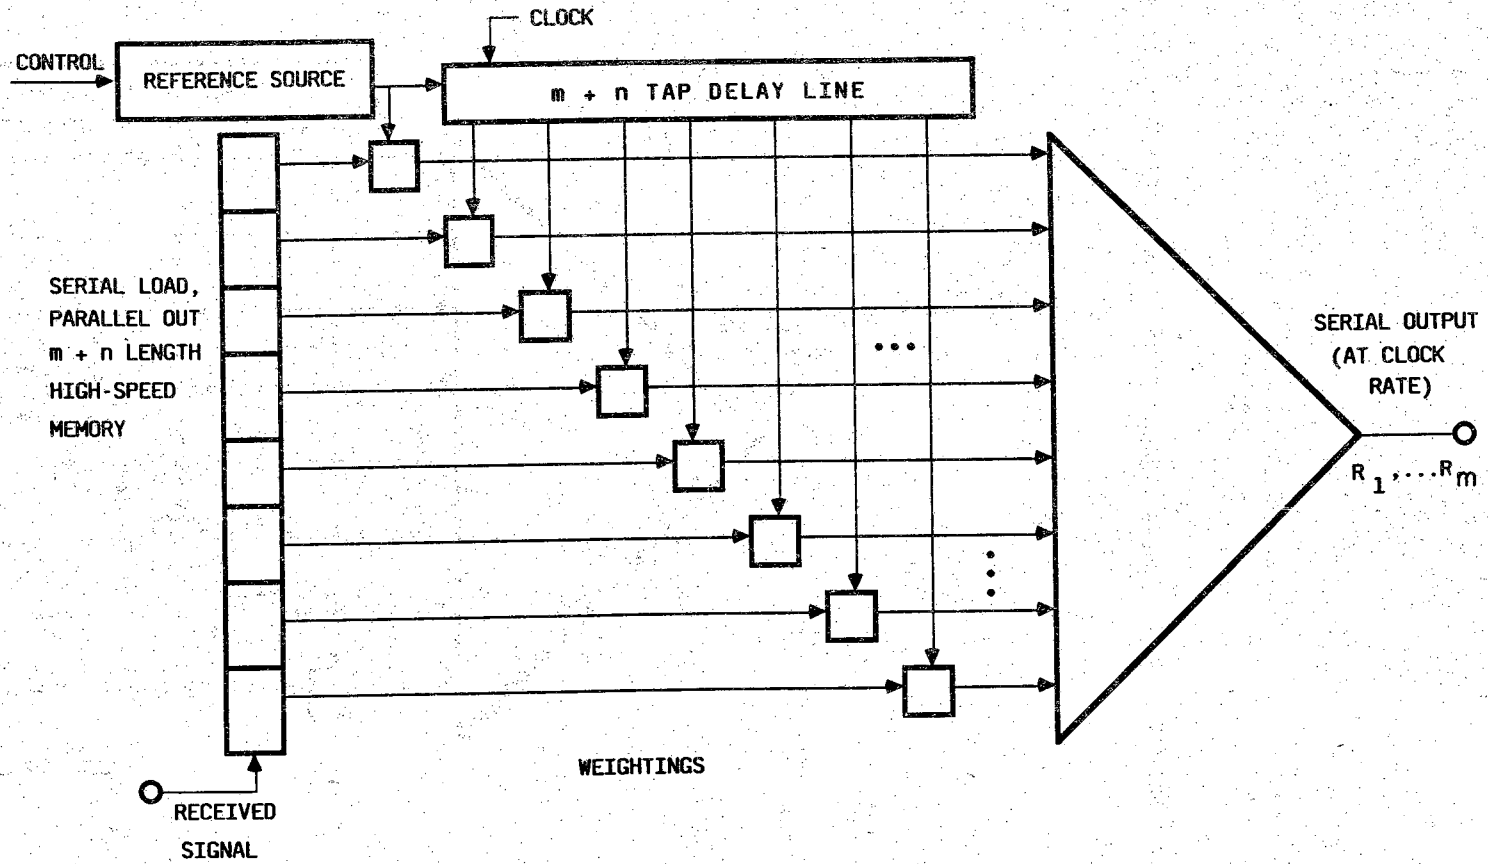 CLOCK
CONTROL
REFERENCE SOURCE
m + n TAP DELAY LINE
SERIAL LOAD,
PARALLEL OUT
m + n LENGTH
HIGH-SPEED
MEMORY
•••
SERIAL OUTPUT
(AT CLOCK
RATE)
R1,...Rm
WEIGHTINGS
RECEIVED
SIGNAL